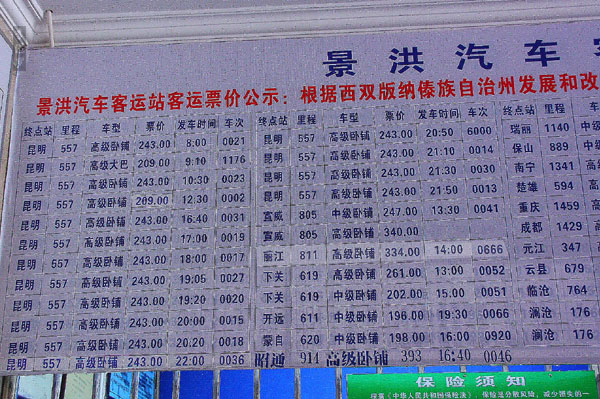 景洪汽车客
景洪汽车客运站客运票价公示：根据西双版纳傣族自治州发展和改
终点站 里程 车型 票价 发车时间 车次 终点站 里程 车型 票价 发车时间 车次 终点站 里程
昆明 557 高级卧铺 243.00 8:00 0021 昆明 557 高级卧铺 243.00 20:50 6000 瑞丽 1140
昆明 557 高级大巴 209.00 9:10 1176 昆明 557 高级卧铺 243.00 21:10 0014 保山 889
昆明 557 高级卧铺 243.00 10:30 0023 昆明 557 高级卧铺 243.00 21:30 0030 南宁 1341
昆明 557 高级卧铺 209.00 12:30 0002 昆明 557 高级卧铺 243.00 21:50 0013 楚雄 594
昆明 557 高级卧铺 243.00 16:40 0031 宣威 805 中级卧铺 247.00 13:30 0041 重庆 1459
昆明 557 高级卧铺 243.00 17:00 0019 宣威 805 高级卧铺 340.00 成都 1429
昆明 557 高级卧铺 243.00 18:00 0017 丽江 811 高级卧铺 334.00 14:00 0666 元江 347
昆明 557 高级卧铺 243.00 19:05 0027 下关 619 高级卧铺 261.00 13:00 0052 云县 679
昆明 557 高级卧铺 243.00 19:20 0020 下关 619 中级卧铺 202.00 15:00 0051 临沧 764
昆明 557 高级卧铺 243.00 20:00 0015 开远 611 中级卧铺 196.00 19:30 0066 澜沧 176
昆明 557 高级卧铺 243.00 20:20 0018 蒙自 620 中级卧铺 198.00 16:00 0920 澜沧 176
昆明 557 高级卧铺 243.00 22:00 0036 昭通 914 高级卧铺 393 16:40 0046
保险须知
《中华人民共和国保险法》，